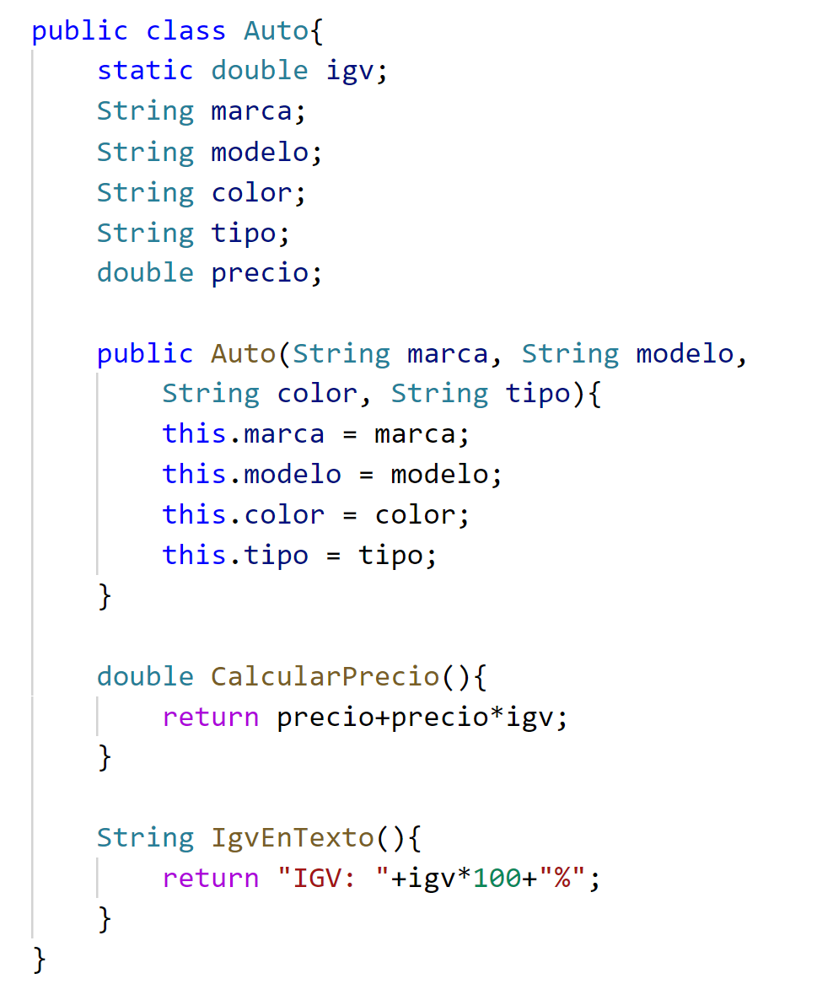 public class Auto{
    static double igv;
    String marca;
    String modelo;
    String color;
    String tipo;
    double precio;

    public Auto(String marca, String modelo,
        String color, String tipo){
        this.marca = marca;
        this.modelo = modelo;
        this.color = color;
        this.tipo = tipo;
    }

    double CalcularPrecio(){
        return precio+precio*igv;
    }

    String IgvEnTexto(){
        return "IGV: "+igv*100+"%";
    }
}